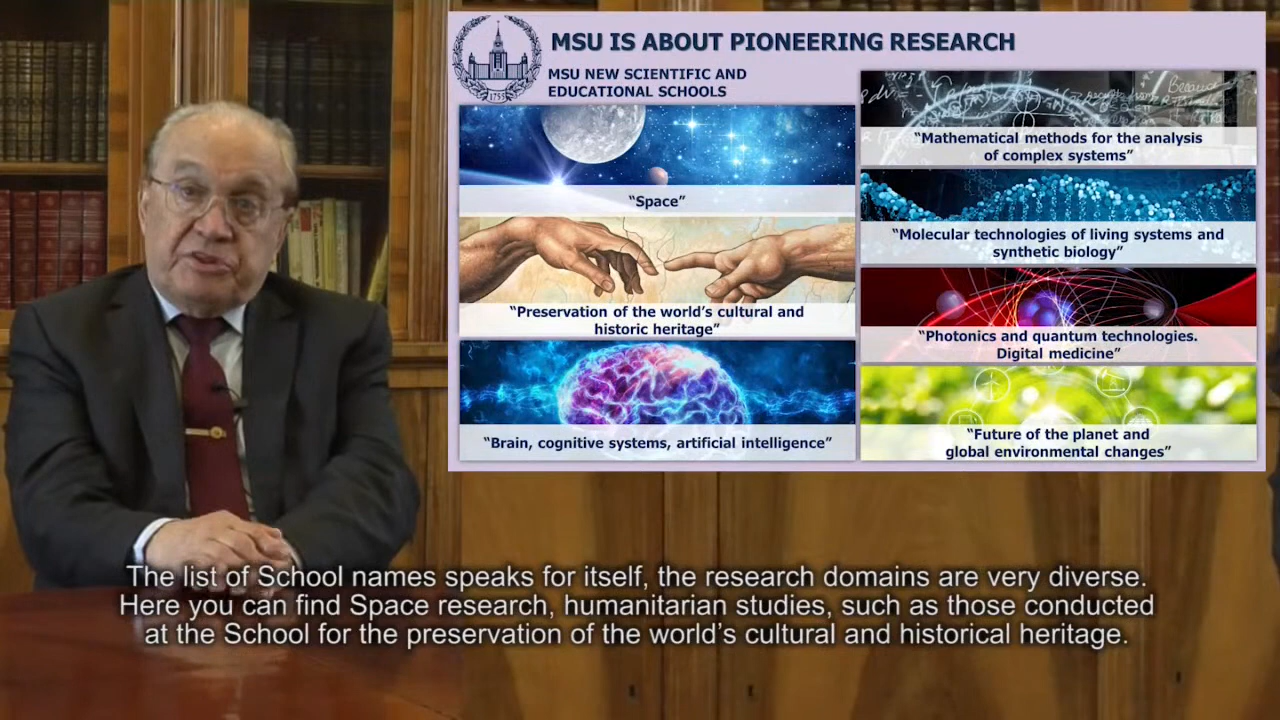 MSU IS ABOUT PIONEERING RESEARCH
MSU NEW SCIENTIFIC AND
EDUCATIONAL SCHOOLS
1755
“Space”
“Preservation of the world’s cultural and
historic heritage”
“Brain, cognitive systems, artificial intelligence”
“Mathematical methods for the analysis
of complex systems”
“Molecular technologies of living systems and
synthetic biology”
“Photonics and quantum technologies.
Digital medicine”
“Future of the planet and
global environmental changes”
The list of School names speaks for itself, the research domains are very diverse.
Here you can find Space research, humanitarian studies, such as those conducted
at the School for the preservation of the world’s cultural and historical heritage.